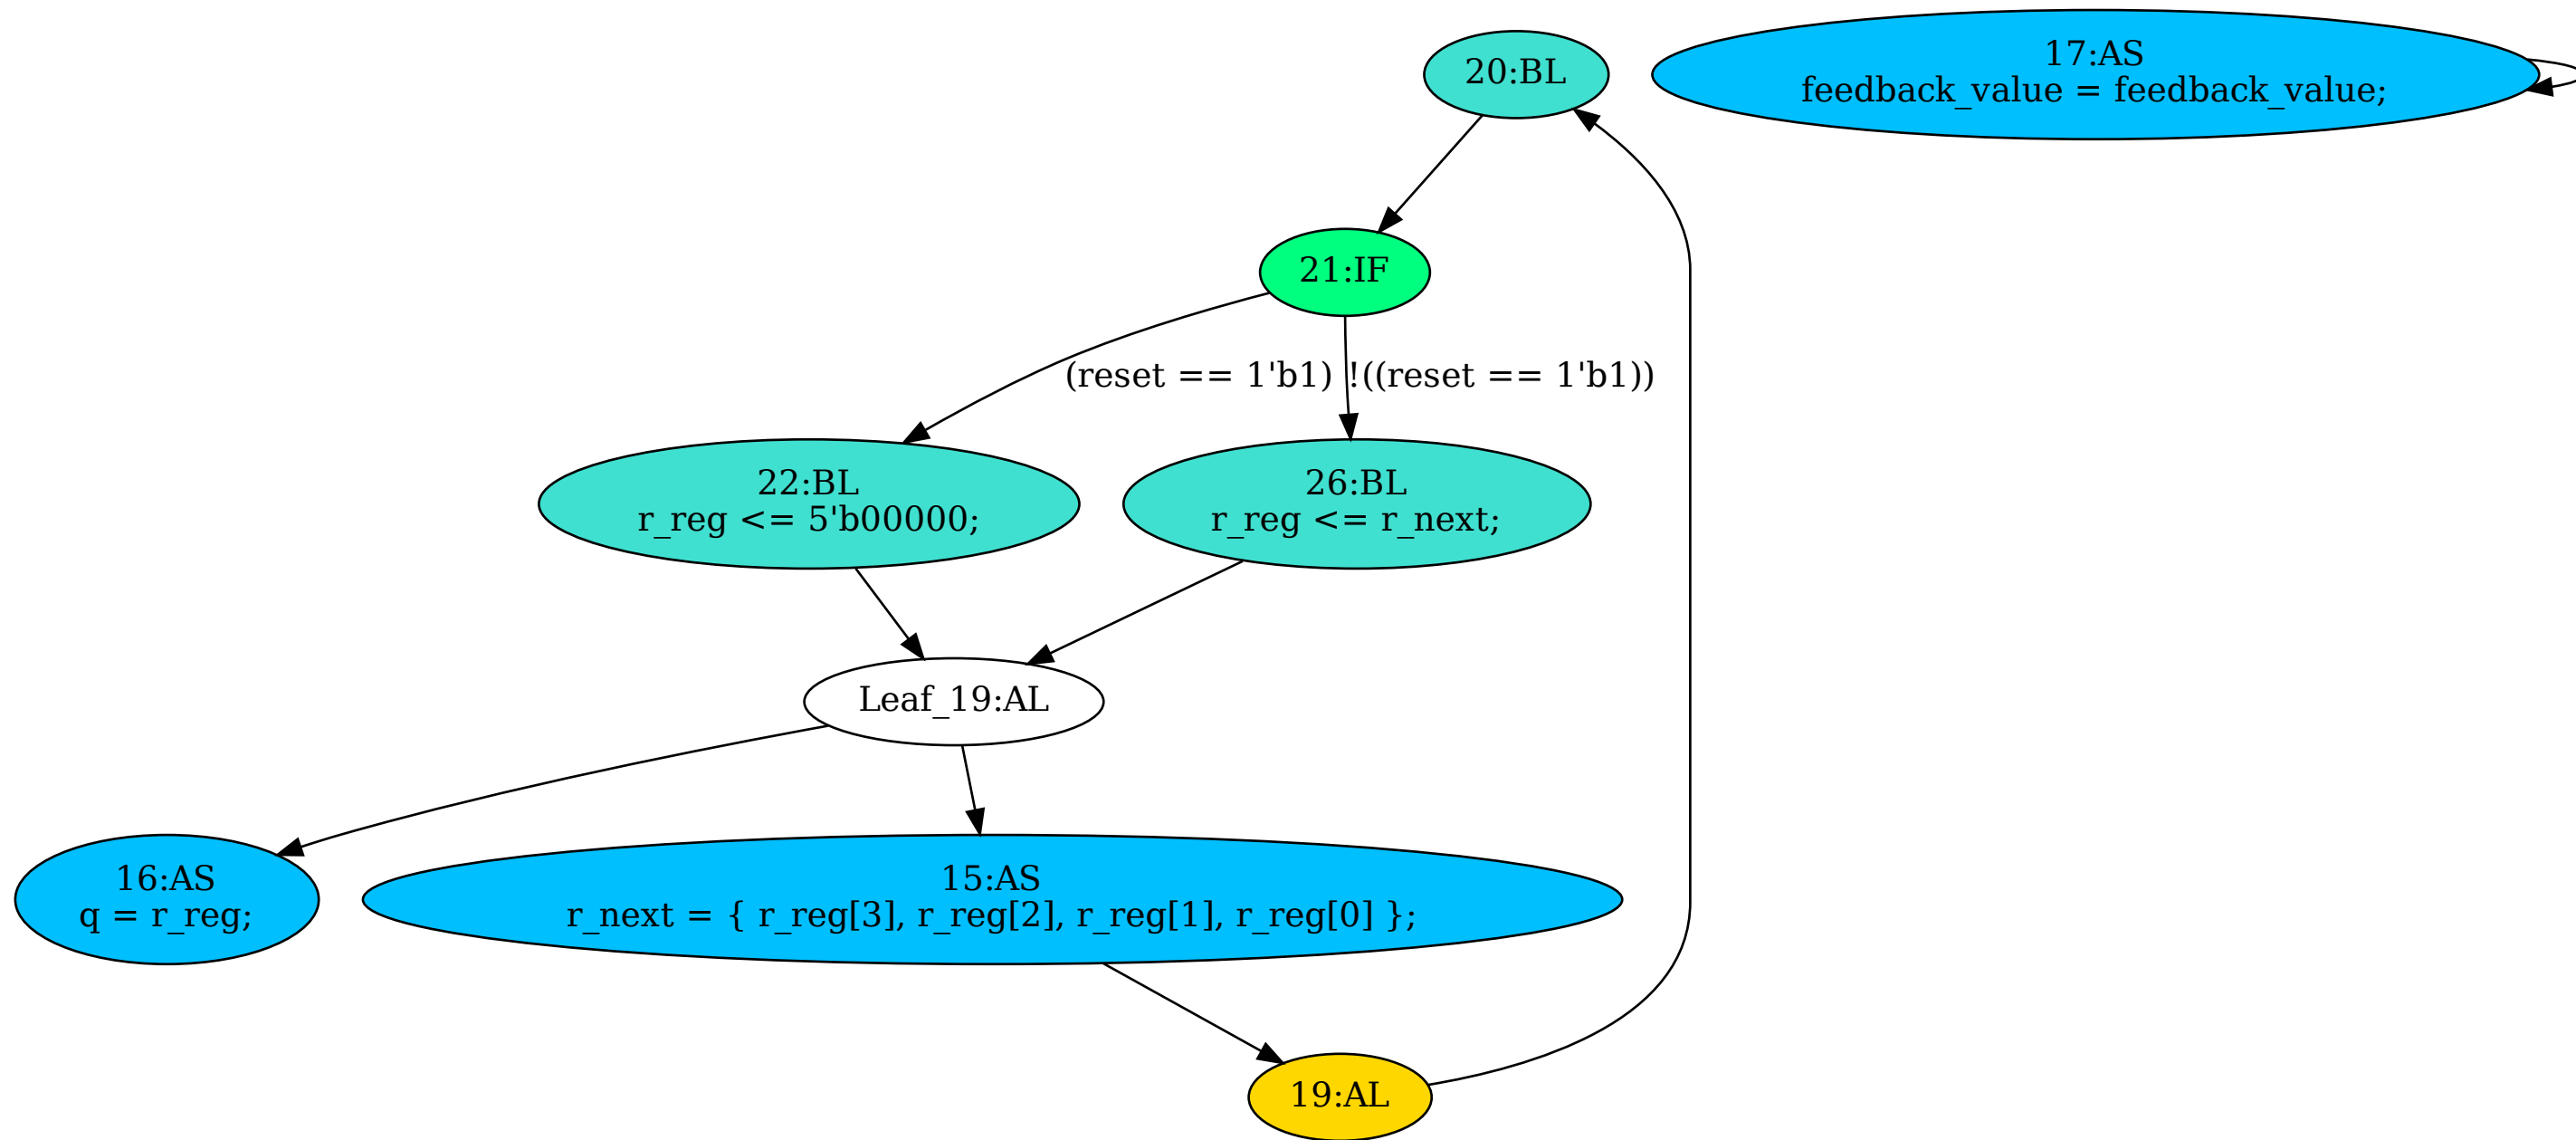 20:BL
17:AS
feedback_value = feedback_value;
21:IF
(reset == 1'b1)
!((reset == 1'b1))
22:BL
r_reg <= 5'b00000;
26:BL
r_reg <= r_next;
Leaf_19:AL
16:AS
q = r_reg;
15:AS
r_next = { r_reg[3], r_reg[2], r_reg[1], r_reg[0] };
19:AL